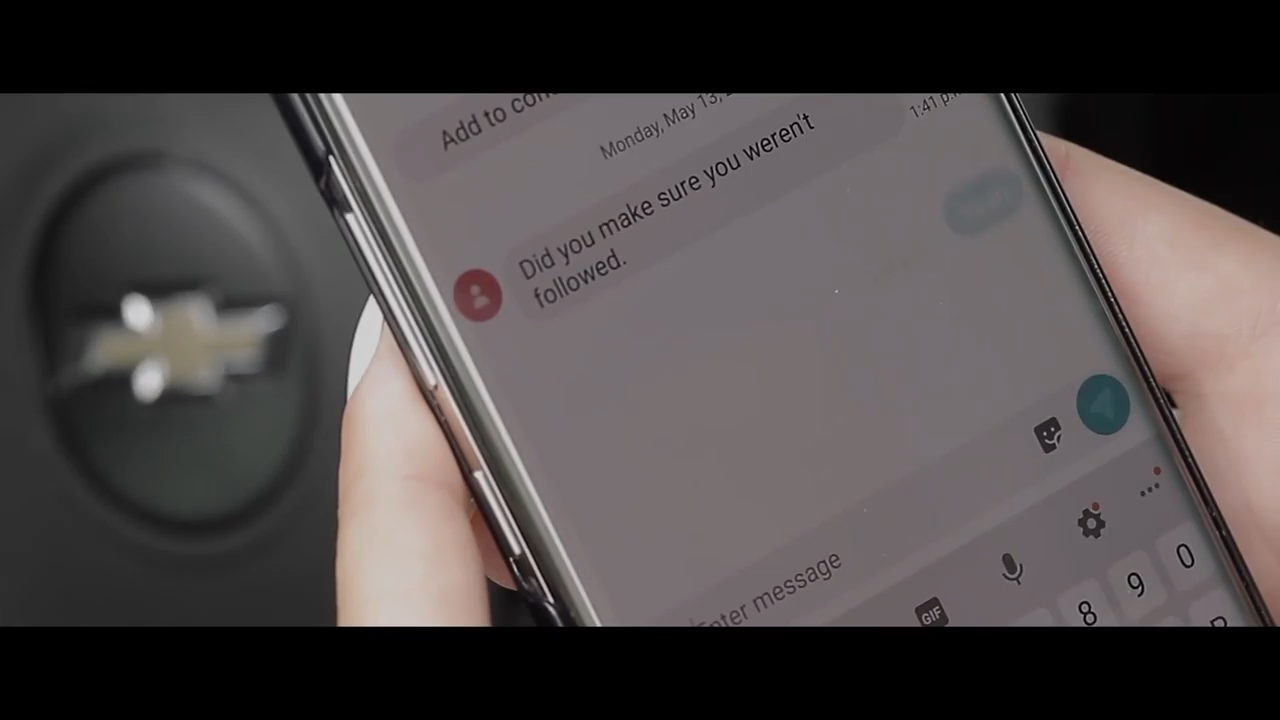 Add to
Monday, May 13,
1:41 p.m.
Did you make sure you weren't
followed.
Enter message
GIF
8 9 0